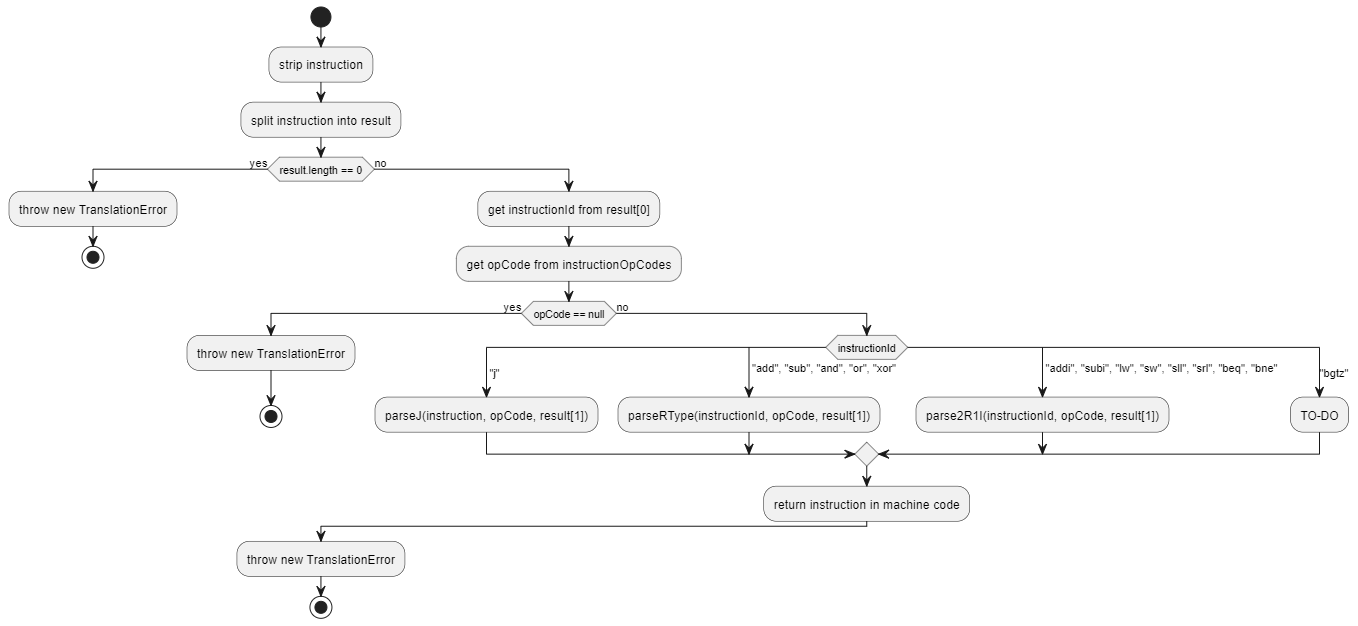 strip instruction
split instruction into result
yes
result.length == 0
no
throw new TranslationError
get instructionId from result[0]
get opCode from instructionOpCodes
yes
opCode == null
no
throw new TranslationError
instructionId
"j"
"add", "sub", "and", "or", "xor"
"addi", "subi", "lw", "sw", "sll", "srl", "beq", "bne"
"bgtz"
parseJ(instruction, opCode, result[1])
parseRType(instructionId, opCode, result[1])
parse2R1I(instructionId, opCode, result[1])
TO-DO
return instruction in machine code
throw new TranslationError